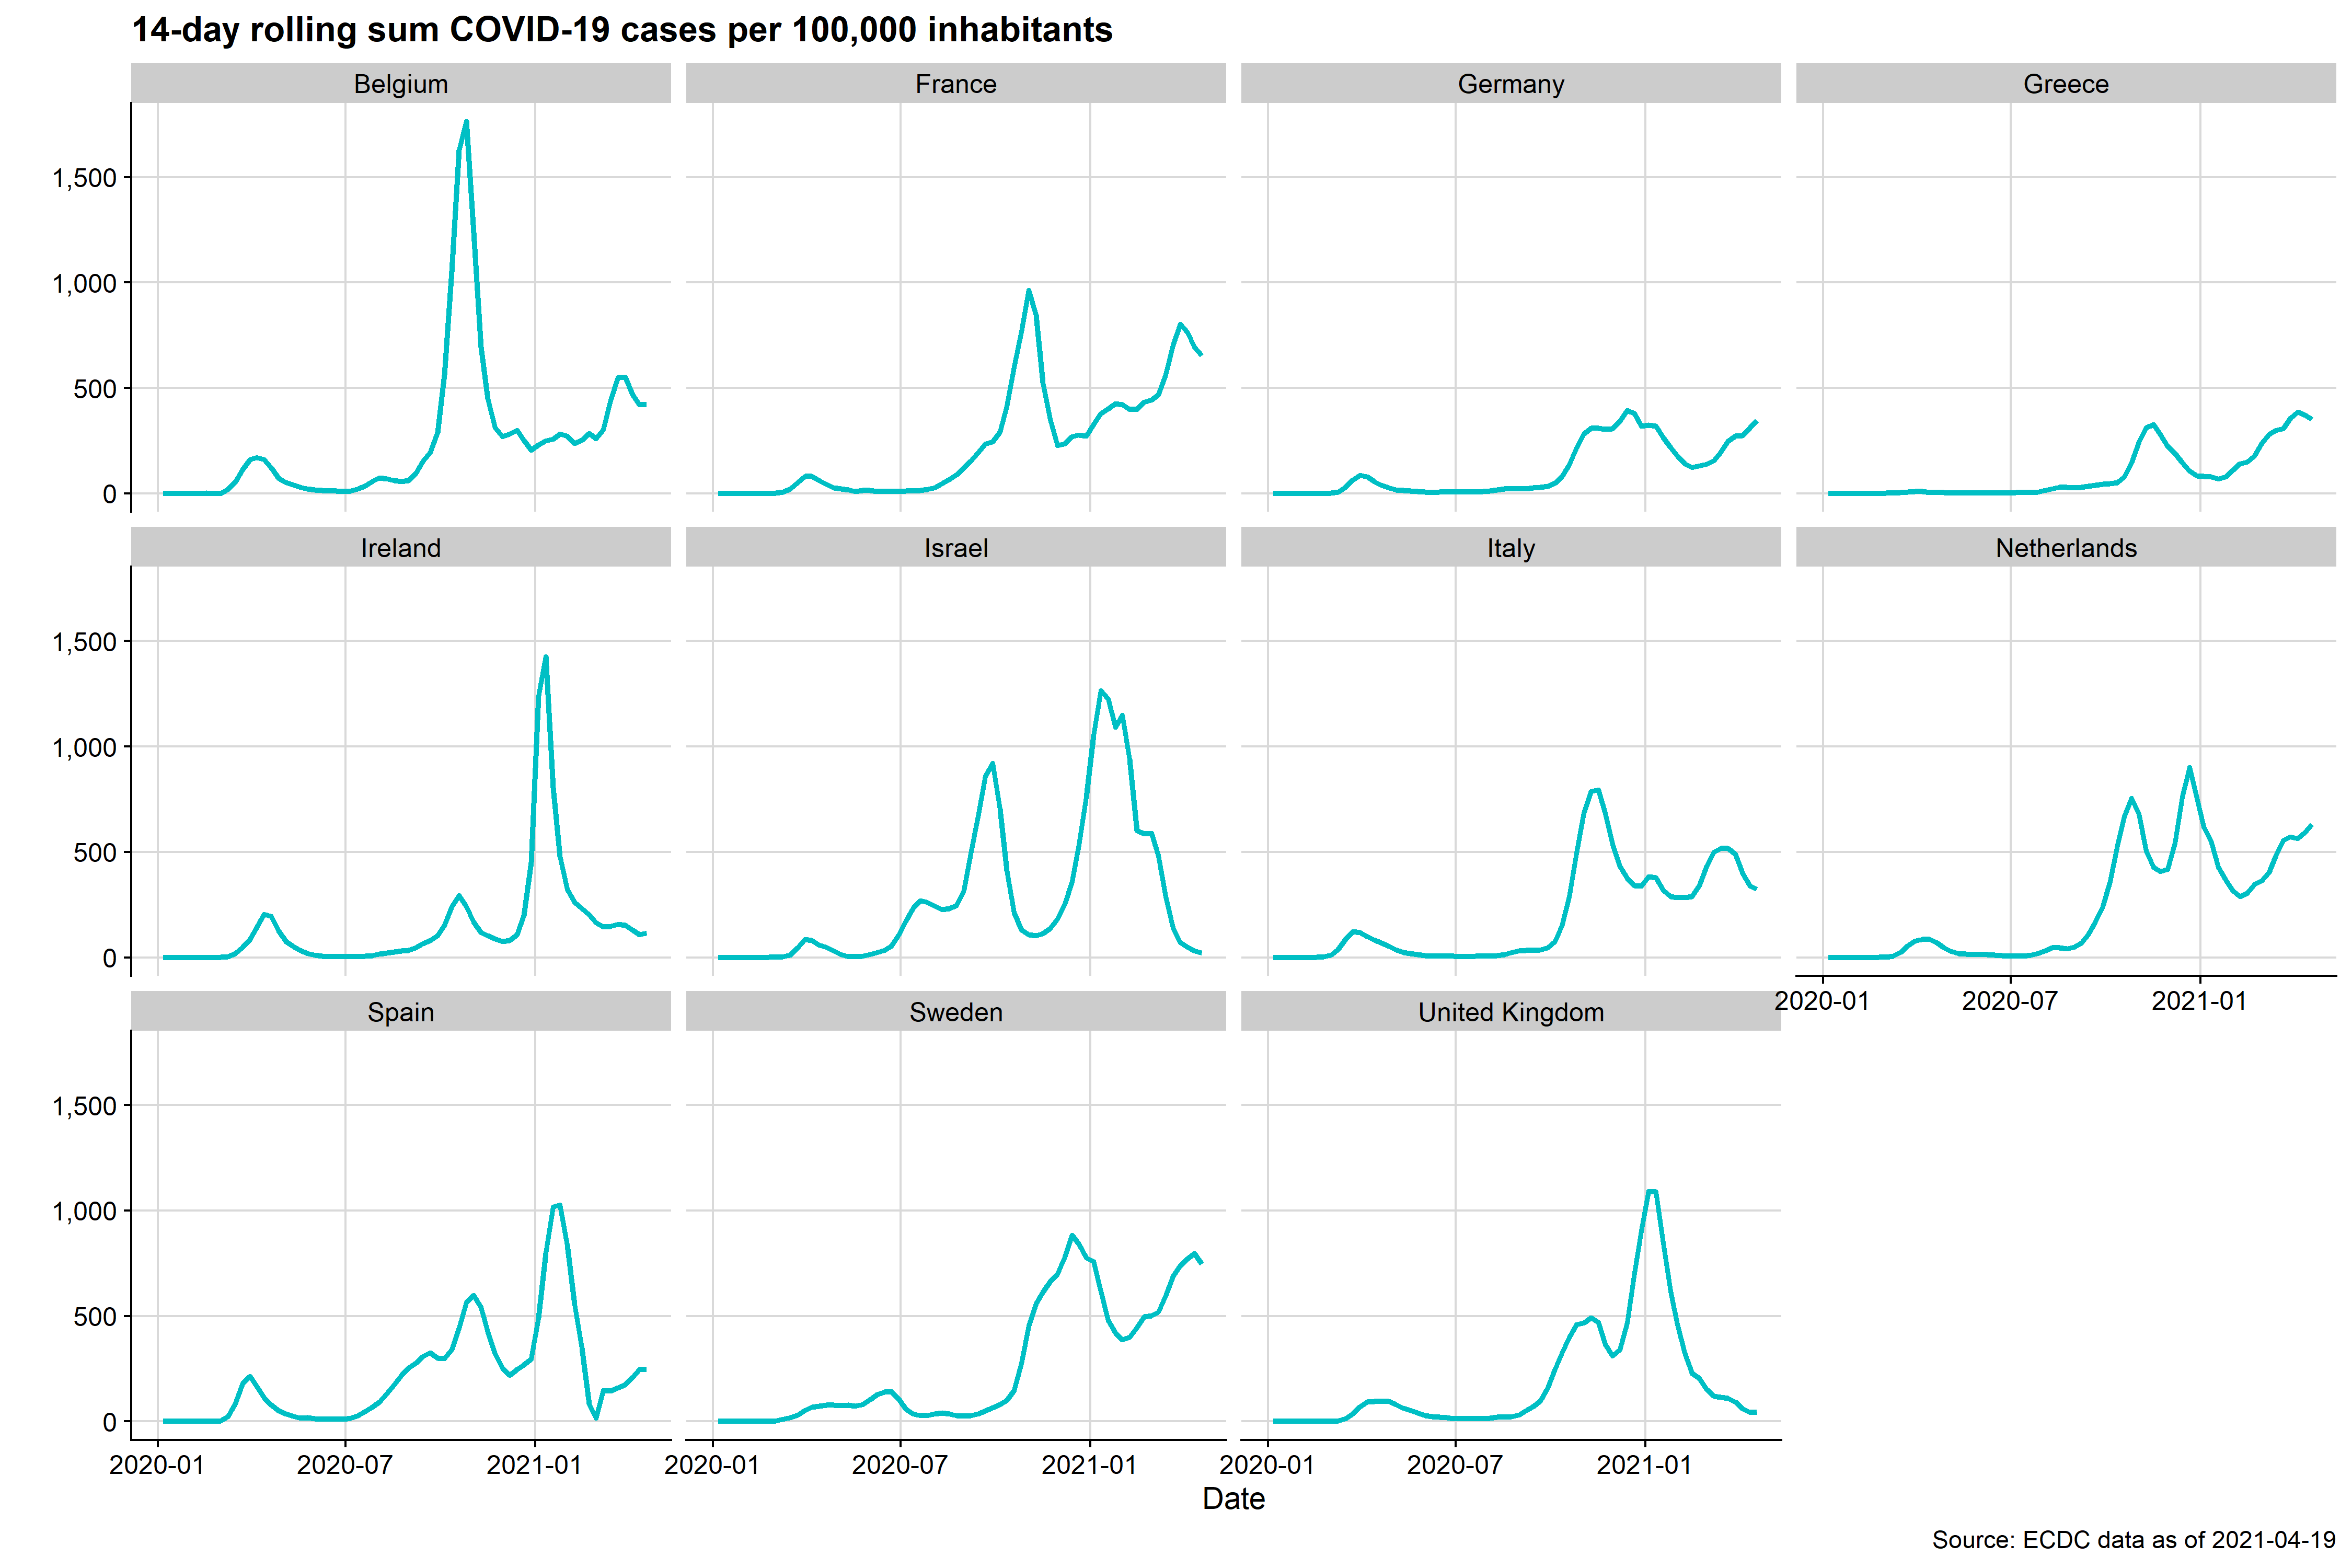 14-day rolling sum COVID-19 cases per 100,000 inhabitants
Belgium France Germany Greece
1,500
1,000
500
0
Ireland Israel Italy Netherlands
1,500
1,000
500
0
2020-01 2020-07 2021-01
Spain Sweden United Kingdom
1,500
1,000
500
0
2020-01 2020-07 2021-01 2020-01 2020-07 2021-01 2020-01 2020-07 2021-01
Date
Source: ECDC data as of 2021-04-19